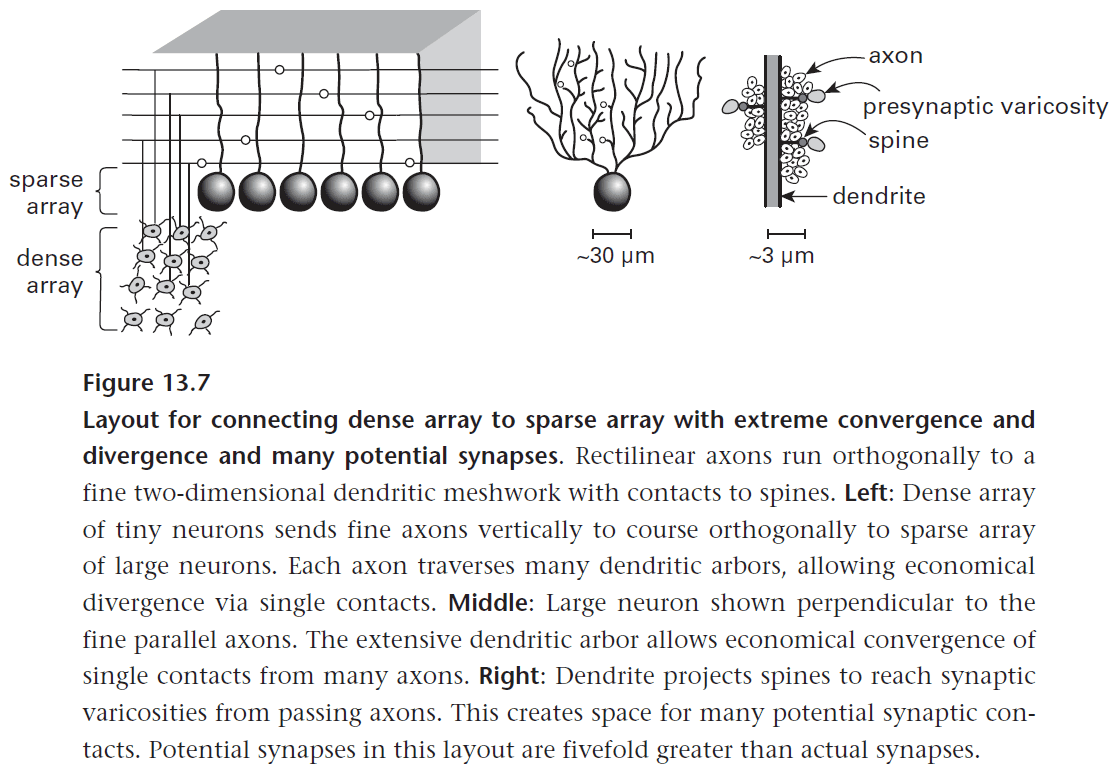 sparse
array
dense
array
~30 µm
axon
presynaptic varicosity
spine
dendrite
~3 µm
Figure 13.7
Layout for connecting dense array to sparse array with extreme convergence and
divergence and many potential synapses. Rectilinear axons run orthogonally to a
fine two-dimensional dendritic meshwork with contacts to spines. Left: Dense array
of tiny neurons sends fine axons vertically to course orthogonally to sparse array
of large neurons. Each axon traverses many dendritic arbors, allowing economical
divergence via single contacts. Middle: Large neuron shown perpendicular to the
fine parallel axons. The extensive dendritic arbor allows economical convergence of
single contacts from many axons. Right: Dendrite projects spines to reach synaptic
varicosities from passing axons. This creates space for many potential synaptic con-
tacts. Potential synapses in this layout are fivefold greater than actual synapses.